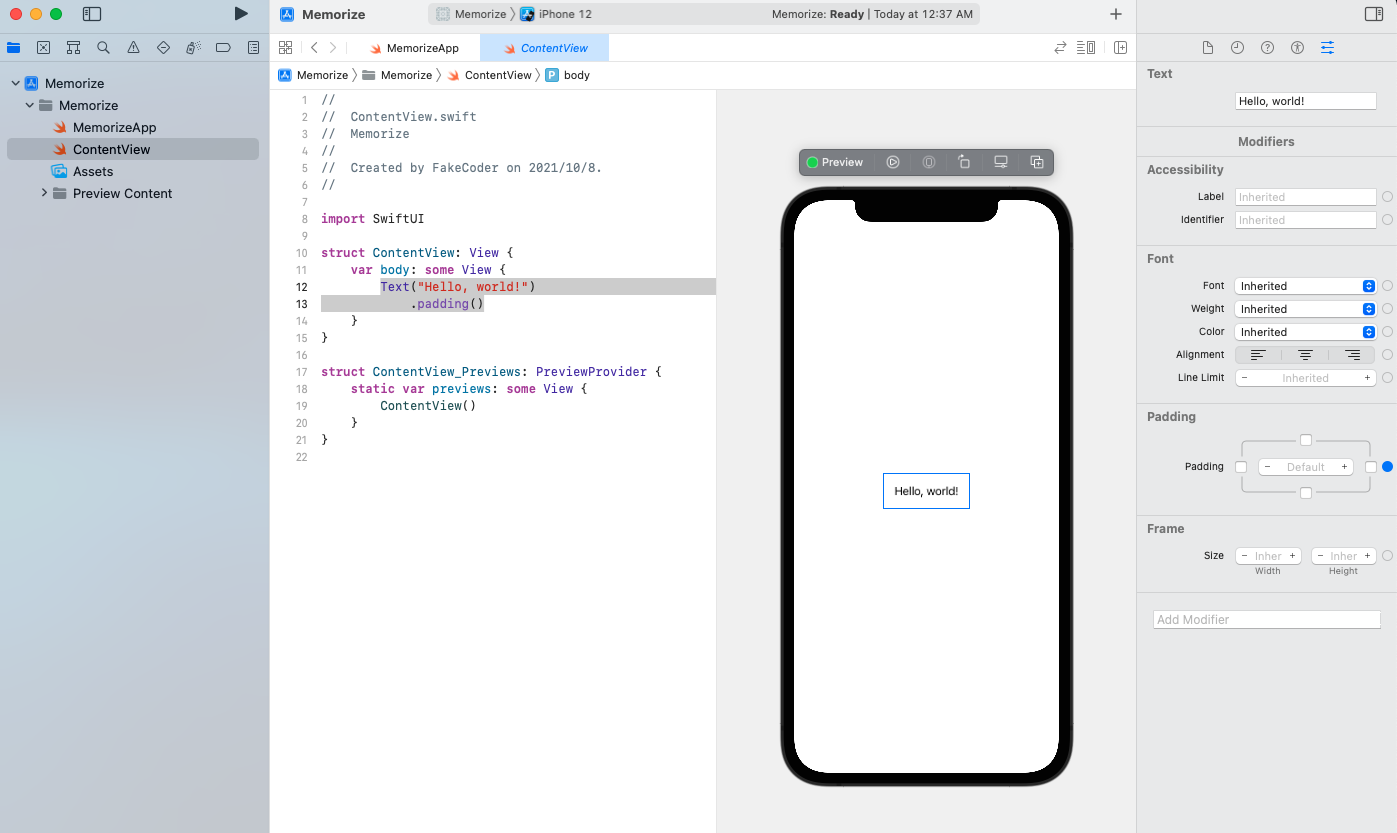 Memorize
Memorize
MemorizeApp
ContentView
Assets
Preview Content
Memorize
Memorize
iPhone 12
Memorize: Ready | Today at 12:37 AM
MemorizeApp
ContentView
Memorize
Memorize
ContentView
P
body
1 //
2 //  ContentView.swift
3 //  Memorize
4 //
5 //  Created by FakeCoder on 2021/10/8.
6 //
7
8 import SwiftUI
9
10 struct ContentView: View {
11     var body: some View {
12         Text("Hello, world!")
13             .padding()
14     }
15 }
16
17 struct ContentView_Previews: PreviewProvider {
18     static var previews: some View {
19         ContentView()
20     }
21 }
22
Preview
Hello, world!
Text
Hello, world!
Modifiers
Accessibility
Label Inherited
Identifier Inherited
Font
Font Inherited
Weight Inherited
Color Inherited
Alignment
Line Limit − Inherited +
Padding
Padding − Default +
Frame
Size − Inher + − Inher +
Width Height
Add Modifier